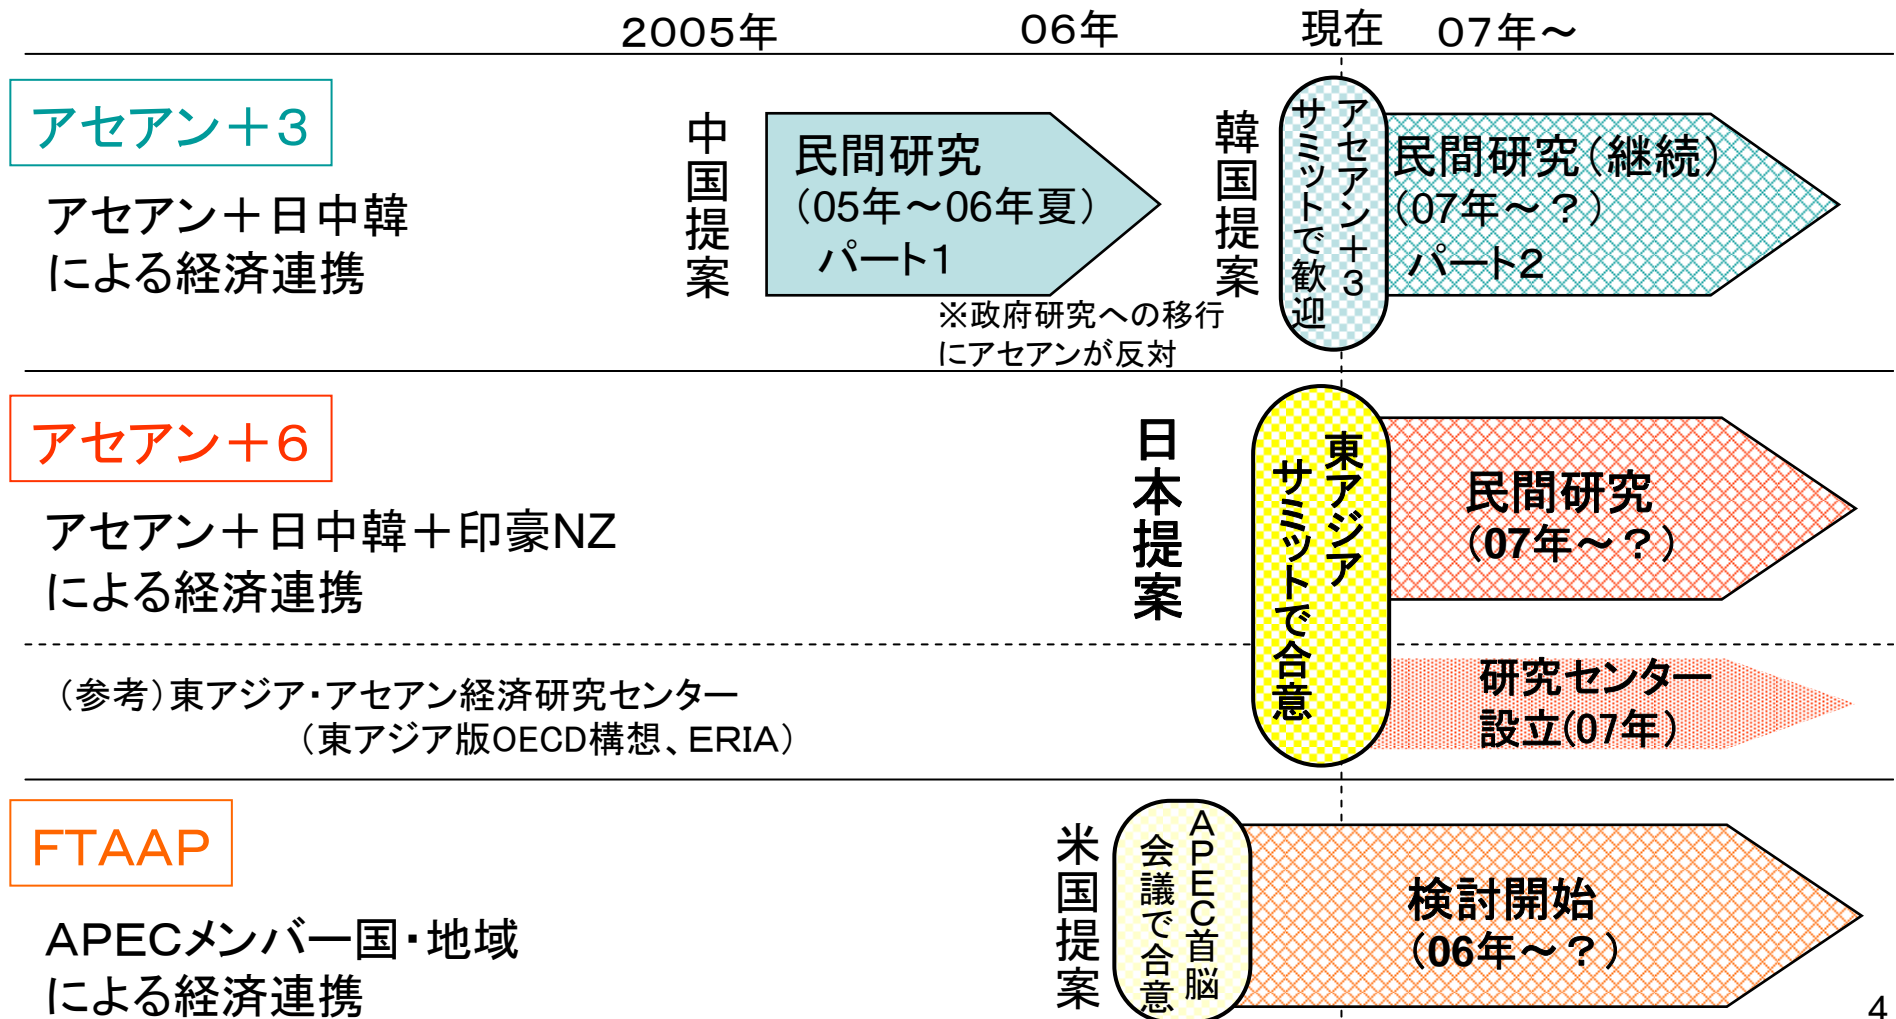 2005年
06年
現在
07年~
アセアン+3
アセアン+日中韓
による経済連携
中国提案
民間研究
(05年~06年夏)
パート1
※政府研究への移行
にアセアンが反対
韓国提案
アセアン+3
サミットで歓迎
民間研究(継続)
(07年~?)
パート2
アセアン+6
アセアン+日中韓+印豪NZ
による経済連携
日本提案
東アジア
サミットで合意
民間研究
(07年~?)
(参考)東アジア・アセアン経済研究センター
(東アジア版OECD構想、ERIA)
研究センター
設立(07年)
FTAAP
APECメンバー国・地域
による経済連携
米国提案
APEC首脳
会議で合意
検討開始
(06年~?)
4